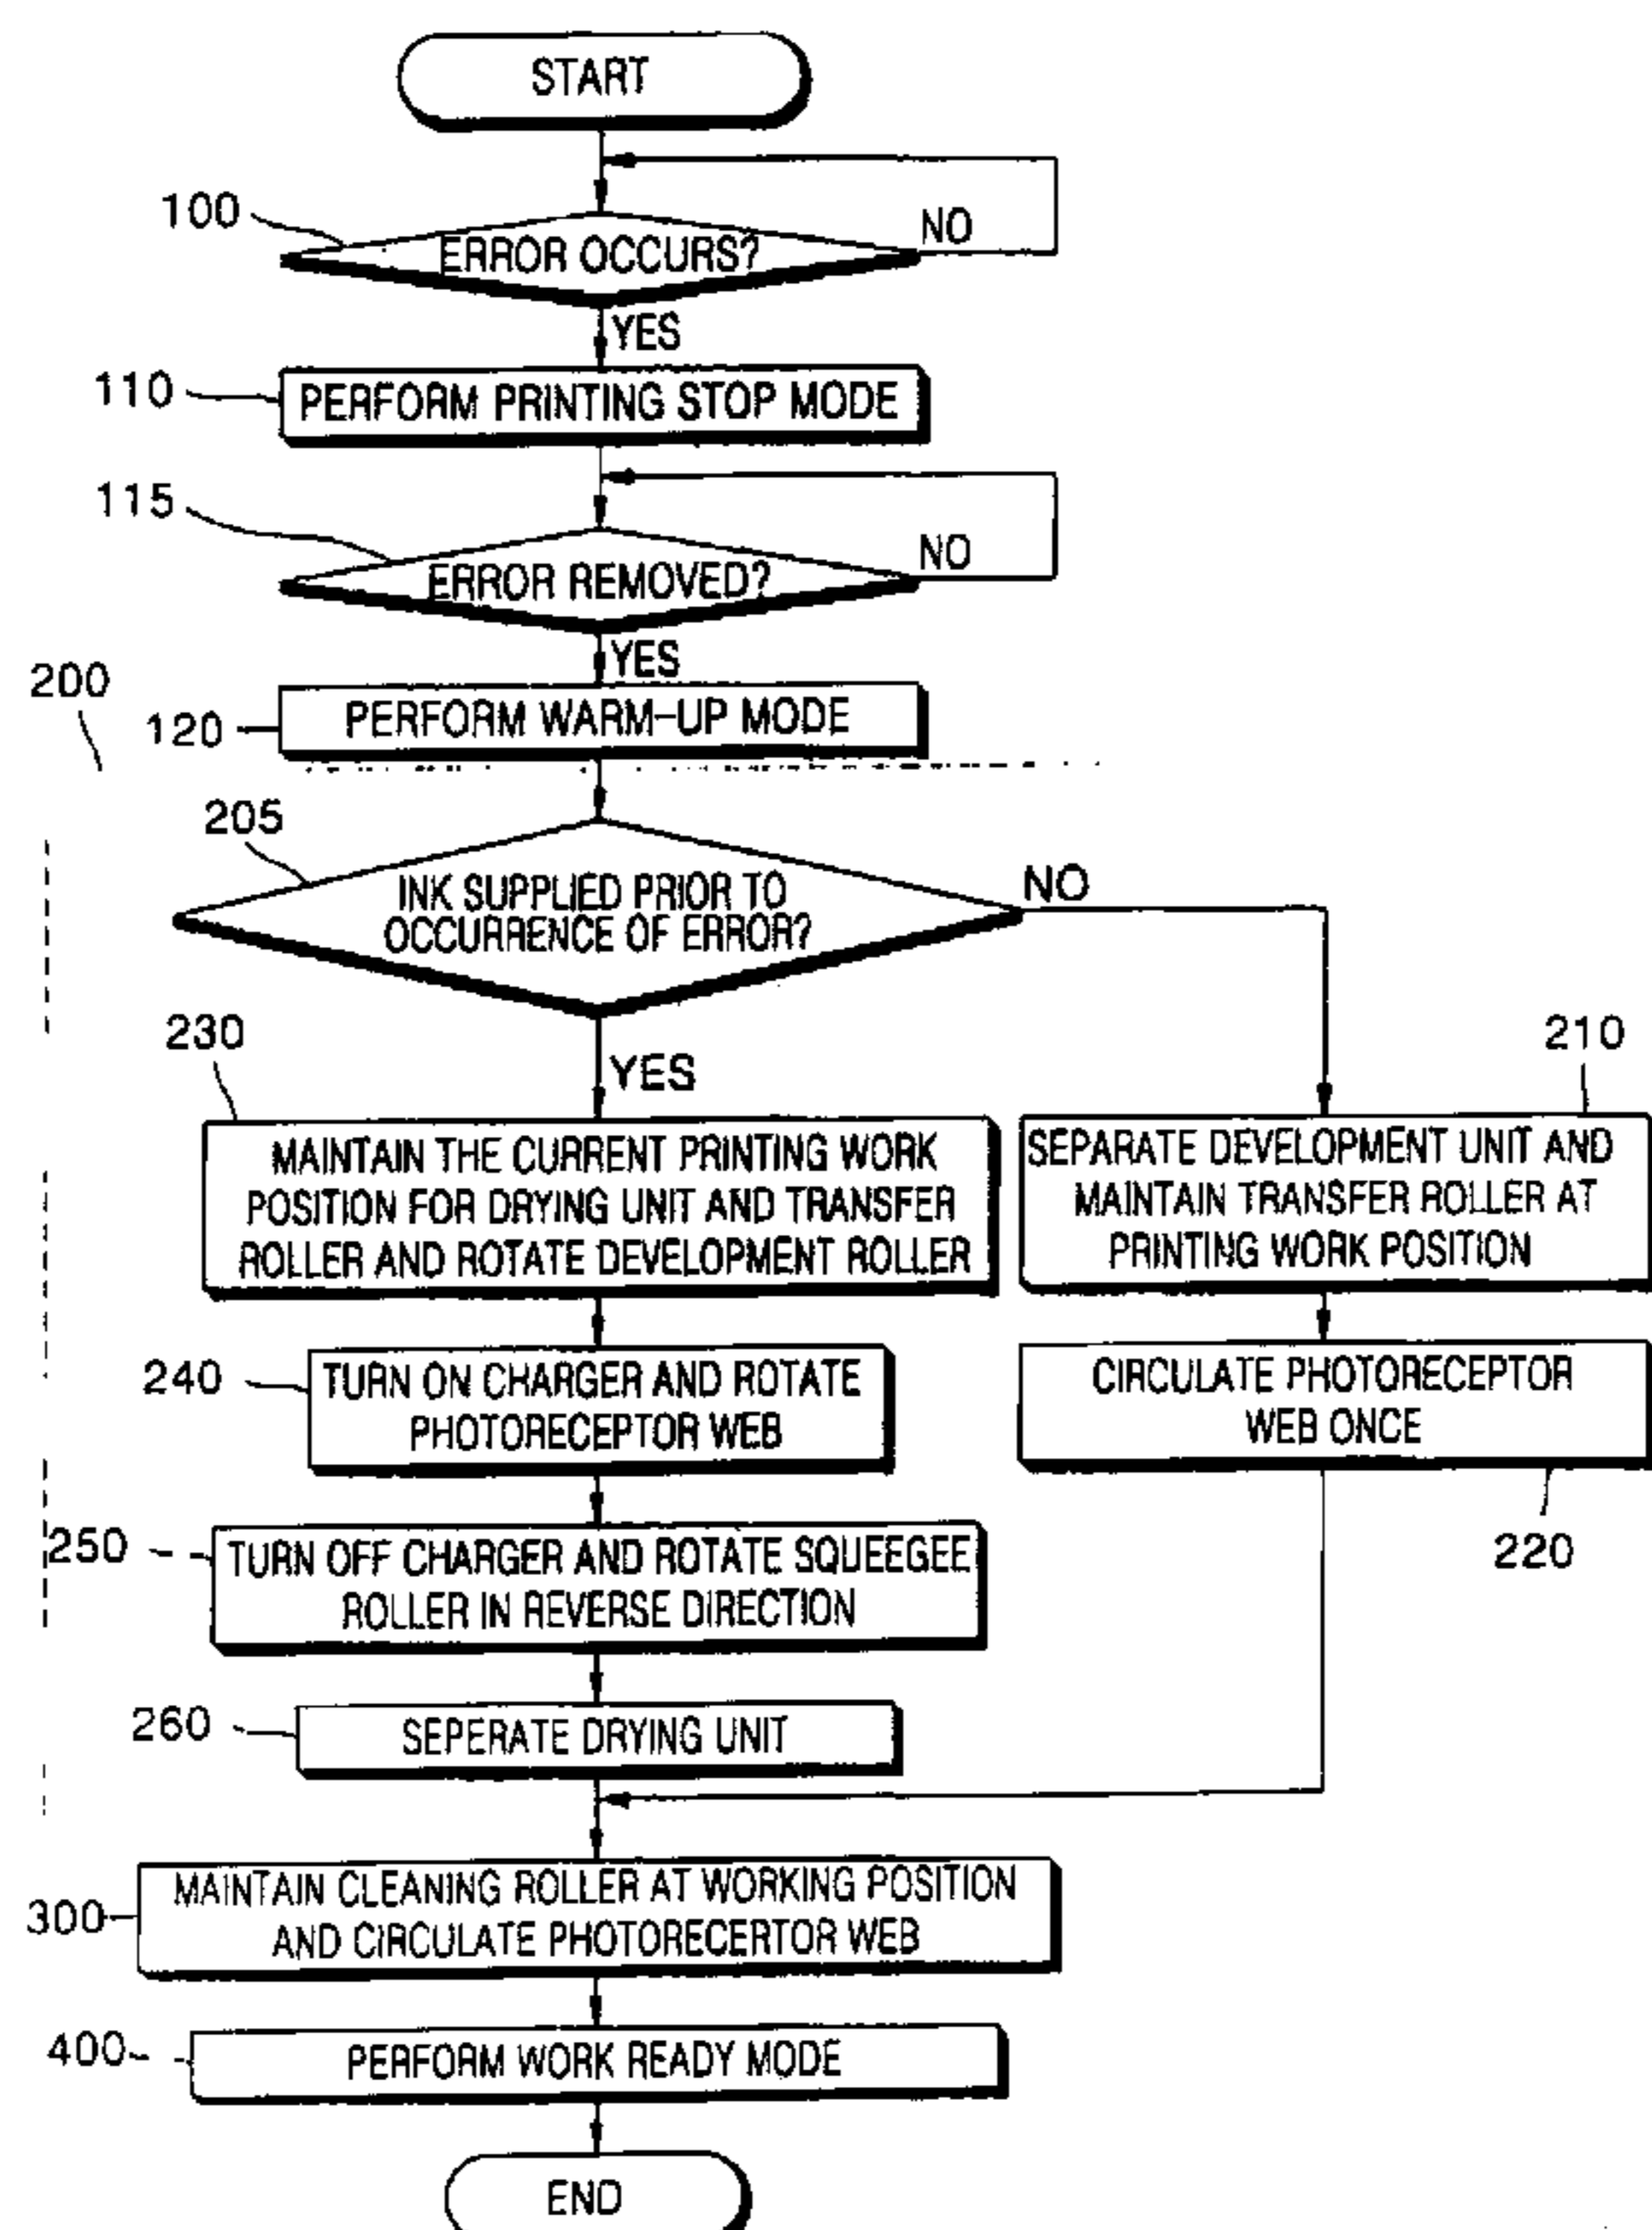 START
100
ERROR OCCURS?
NO
YES
110
PERFORM PRINTING STOP MODE
115
ERROR REMOVED?
NO
YES
200
120
PERFORM WARM-UP MODE
205
INK SUPPLIED PRIOR TO
OCCURRENCE OF ERROR?
NO
YES
230
MAINTAIN THE CURRENT PRINTING WORK
POSITION FOR DRYING UNIT AND TRANSFER
ROLLER AND ROTATE DEVELOPMENT ROLLER
210
SEPARATE DEVELOPMENT UNIT AND
MAINTAIN TRANSFER ROLLER AT
PRINTING WORK POSITION
240
TURN ON CHARGER AND ROTATE
PHOTORECEPTOR WEB
CIRCULATE PHOTORECEPTOR
WEB ONCE
220
250
TURN OFF CHARGER AND ROTATE SQUEEGEE
ROLLER IN REVERSE DIRECTION
260
SEPERATE DRYING UNIT
300
MAINTAIN CLEANING ROLLER AT WORKING POSITION
AND CIRCULATE PHOTORECERTOR WEB
400
PERFORM WORK READY MODE
END